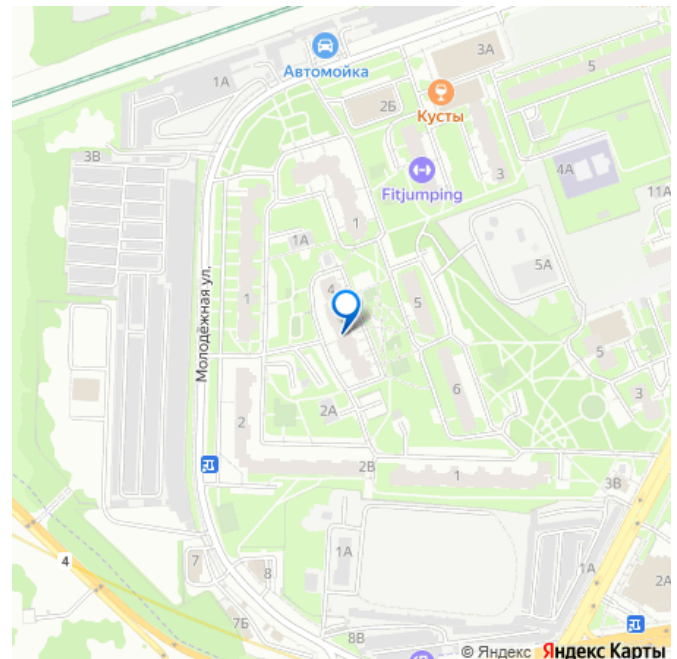 3А
1А
Автомойка
5
2Б
Кусты
3В
4А
Fitjumping
3
11А
1
1А
5А
4
1
5
Молодёжная ул.
5
6
3
2А
2
2В
1
3В
4
1А
1А
7
8
2А
7Б
8В
© Яндекс Яндекс Карты